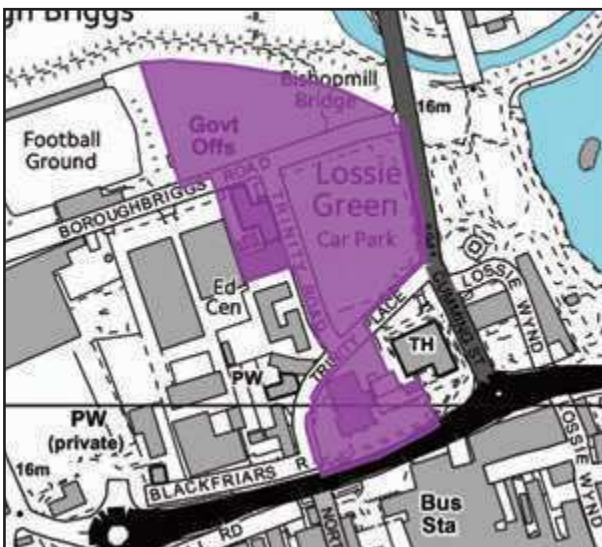 gh Briggs
Bishopmill
Bridge
16m
Govt
Offs
Football
Ground
BOROUGHBRIGGS ROAD
Lossie
Green
Car Park
TRINITY ROAD
Ed
Cen
TRINITY PLACE
CUMMING ST
LOSSIE WYND
TH
PW
PW
(private)
16m
BLACKFRIARS R
LOSSIE WYND
Bus
Sta
RD
NORT